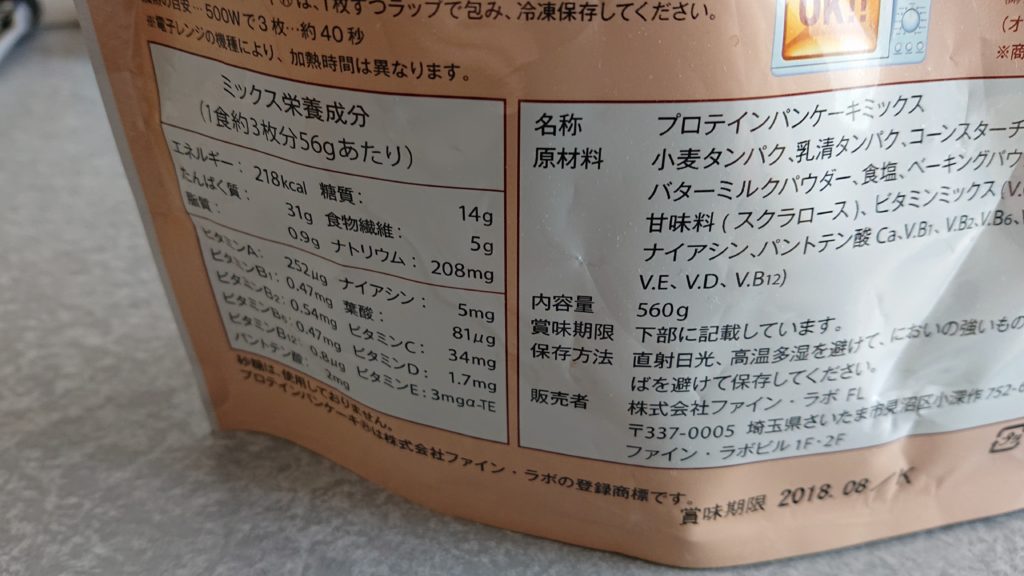 は、1枚ずつラップで包み、冷凍保存してください。
の目安…500Wで3枚…約40秒
※電子レンジの機種により、加熱時間は異なります。
OK!!
(オ
※商
ミックス栄養成分
(1食約3枚分56gあたり)
エネルギー: 218kcal 糖質: 14g
たんぱく質: 31g 食物繊維: 5g
脂質: 0.9g ナトリウム: 208mg
ビタミンA: 252μg ナイアシン: 5mg
ビタミンB1: 0.47mg 葉酸: 81μg
ビタミンB2: 0.54mg ビタミンC: 34mg
ビタミンB6: 0.47mg ビタミンD: 1.7mg
ビタミンB12: 0.8μg ビタミンE: 3mgα-TE
パントテン酸: 2mg
砂糖は使用しておりません。
プロテインパンケーキ®は株式会社ファイン・ラボの登録商標です。
名称 プロテインパンケーキミックス
原材料 小麦タンパク、乳清タンパク、コーンスターチ
バターミルクパウダー、食塩、ベーキングパウ
甘味料(スクラロース)、ビタミンミックス(V.
ナイアシン、パントテン酸Ca、V.B1、V.B2、V.B6、
V.E、V.D、V.B12)
内容量 560g
賞味期限 下部に記載しています。
保存方法 直射日光、高温多湿を避けて、においの強いもの
ばを避けて保存してください。
販売者 株式会社ファイン・ラボ FL
〒337-0005 埼玉県さいたま市見沼区小深作752-
ファイン・ラボビル1F・2F
賞味期限 2018.08/K